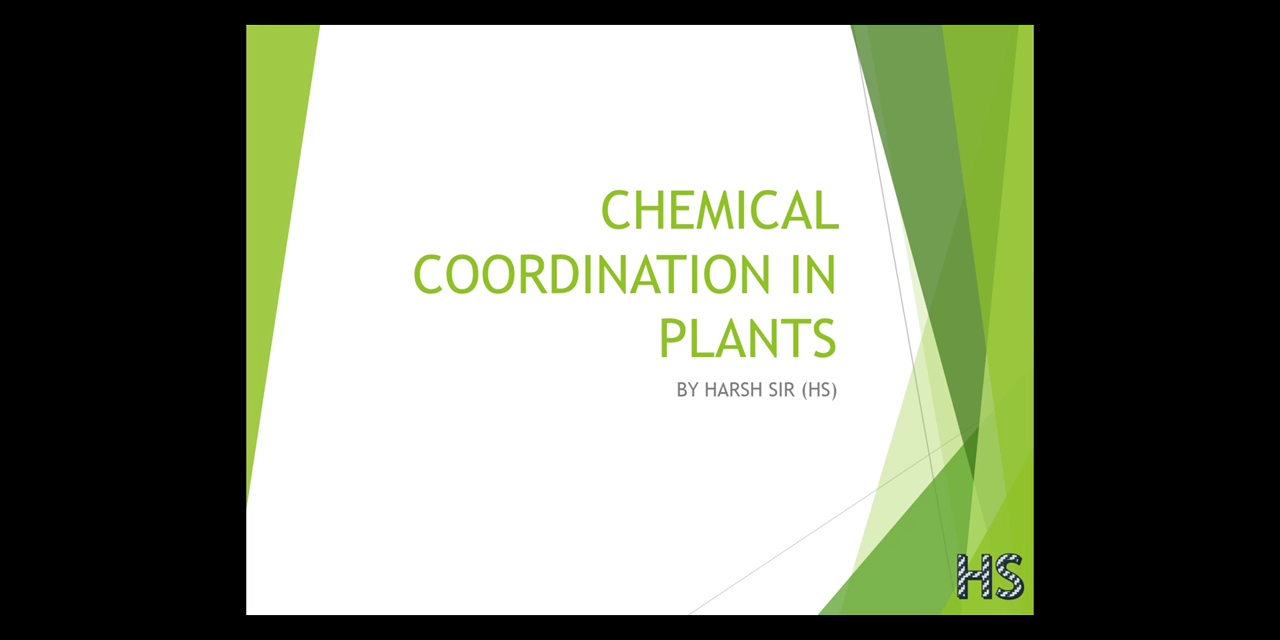 CHEMICAL
COORDINATION IN
PLANTS
BY HARSH SIR (HS)
HS